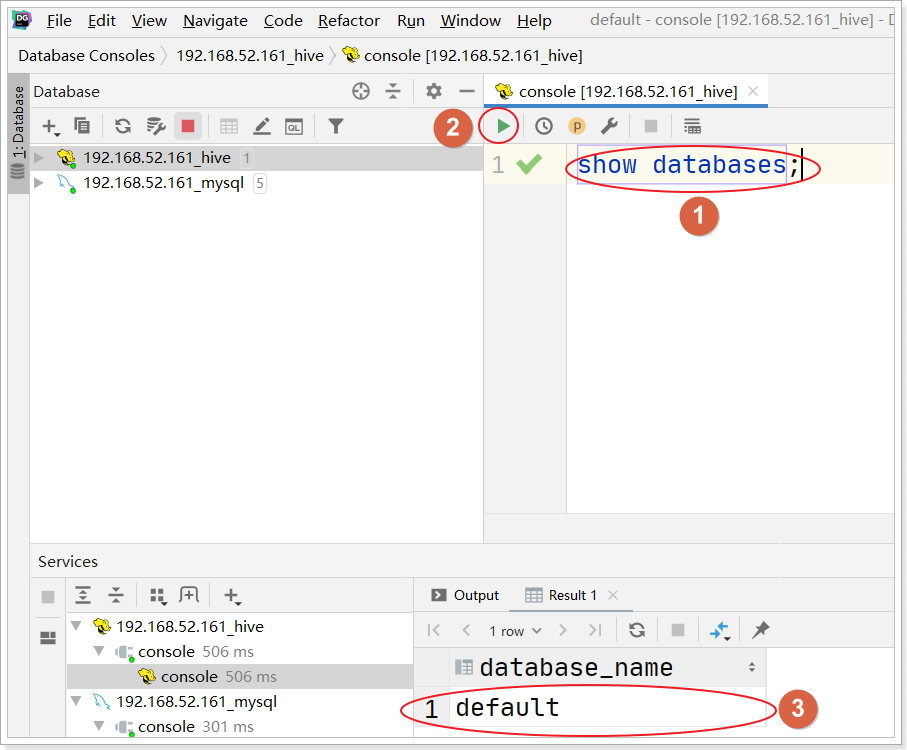 DG File Edit View Navigate Code Refactor Run Window Help default - console [192.168.52.161_hive] -
Database Consoles 192.168.52.161_hive console [192.168.52.161_hive]
1: Database
Database
console [192.168.52.161_hive]
QL
2
p
192.168.52.161_hive 1
192.168.52.161_mysql 5
1 show databases;
1
Services
Output Result 1
192.168.52.161_hive
1 row
console 506 ms
console 506 ms
database_name
192.168.52.161_mysql
1 default
3
console 301 ms